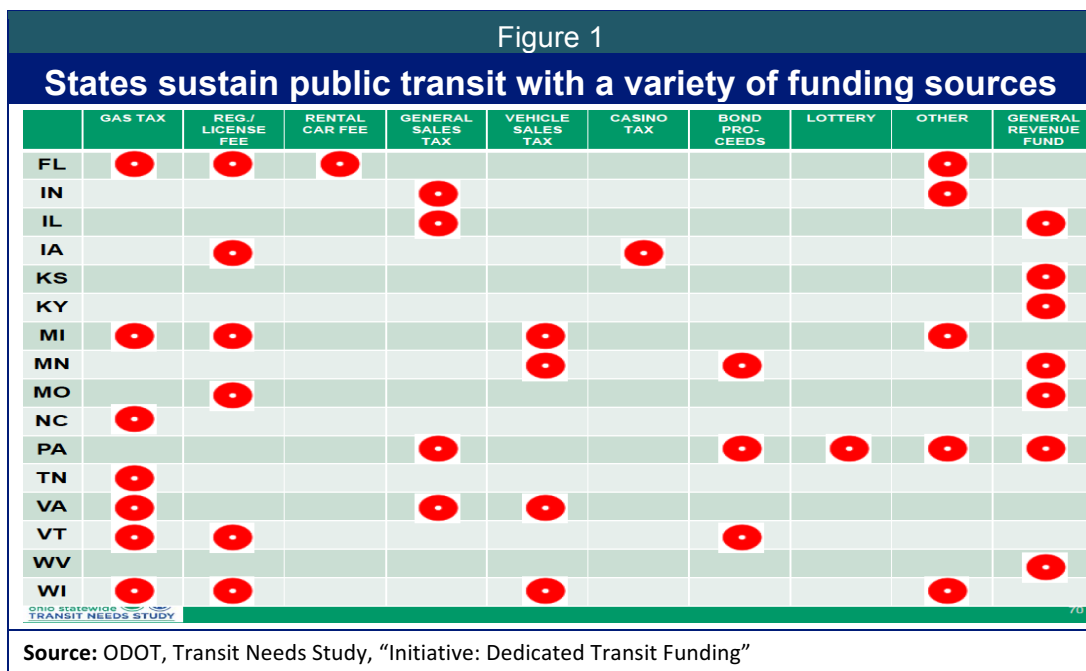 Figure 1
States sustain public transit with a variety of funding sources
GAS TAX REG./ LICENSE FEE RENTAL CAR FEE GENERAL SALES TAX VEHICLE SALES TAX CASINO TAX BOND PRO-CEEDS LOTTERY OTHER GENERAL REVENUE FUND
FL
IN
IL
IA
KS
KY
MI
MN
MO
NC
PA
TN
VA
VT
WV
WI
ohio statewide
TRANSIT NEEDS STUDY
70
Source: ODOT, Transit Needs Study, “Initiative: Dedicated Transit Funding”